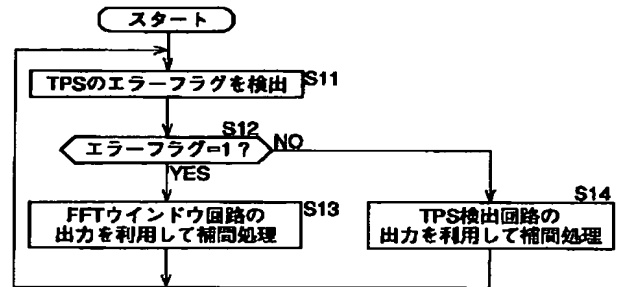 スタート
TPSのエラーフラグを検出
S11
S12
エラーフラグ=1?
NO
YES
FFTウインドウ回路の
出力を利用して補間処理
S13
S14
TPS検出回路の
出力を利用して補間処理